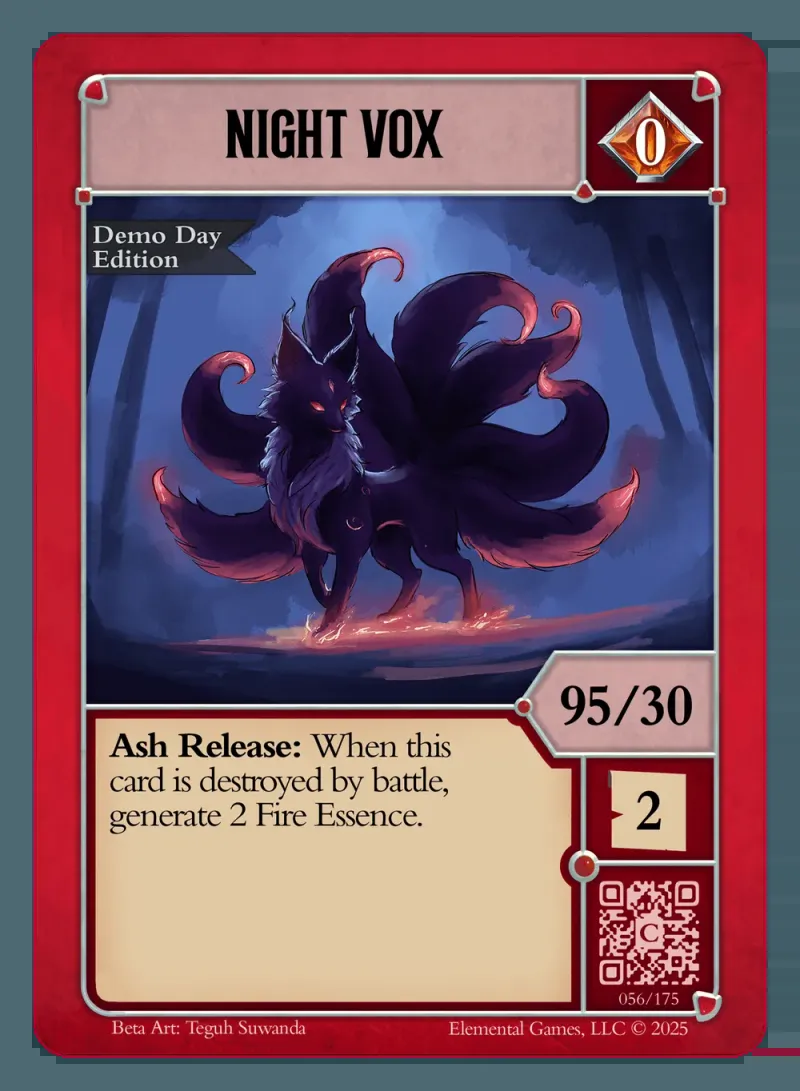 NIGHT VOX
0
Demo Day
Edition
95/30
Ash Release: When this
card is destroyed by battle,
generate 2 Fire Essence.
2
C
056/175
Beta Art: Teguh Suwanda
Elemental Games, LLC © 2025